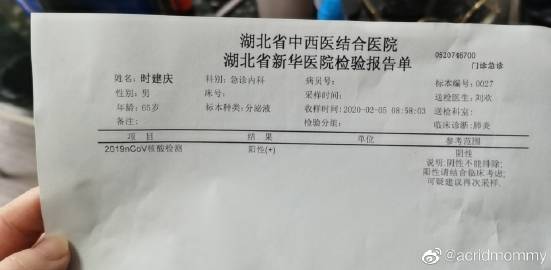 湖北省中西医结合医院
0520746700
湖北省新华医院检验报告单
门诊急诊
姓名：时建庆 科别：急诊内科 病员号： 标本编号：0027
性别：男 床号： 采样时间： 送检医生：刘欢
年龄：65岁 标本种类：分泌液 收样时间：2020-02-05 08:58:03 送检科室：
备注： 检验分组： 临床诊断：肺炎
项目 结果 单位 参考范围
2019nCoV核酸检测 阳性(+) 阴性
说明：阴性不能排除；
阳性请结合临床考虑；
可疑建议再次采样.
@acridmommy